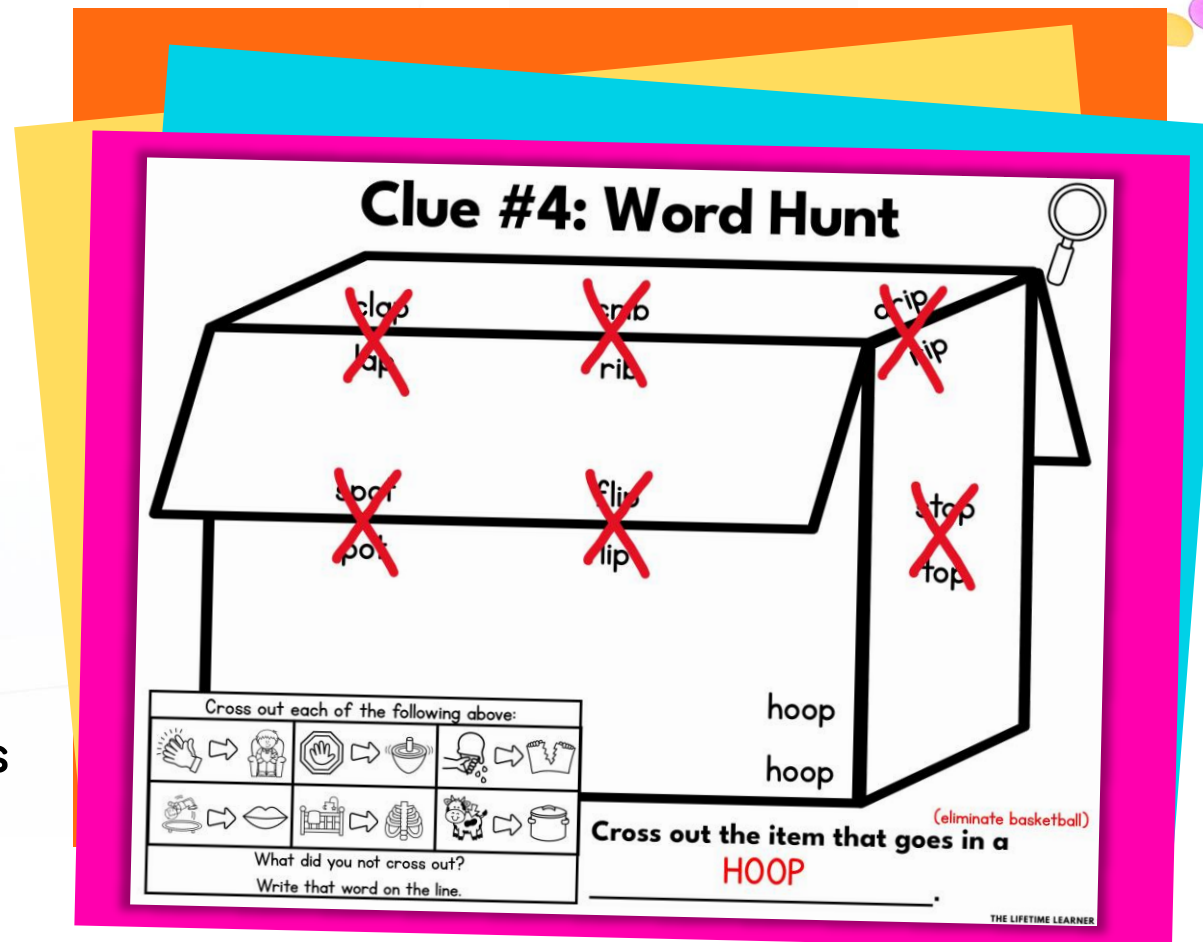 Clue #4: Word Hunt
clap crib drip
lap rib rip
spot flip stop
pot lip top
hoop
hoop
Cross out each of the following above:
What did you not cross out?
Write that word on the line.
(eliminate basketball)
Cross out the item that goes in a
HOOP
.
THE LIFETIME LEARNER
s